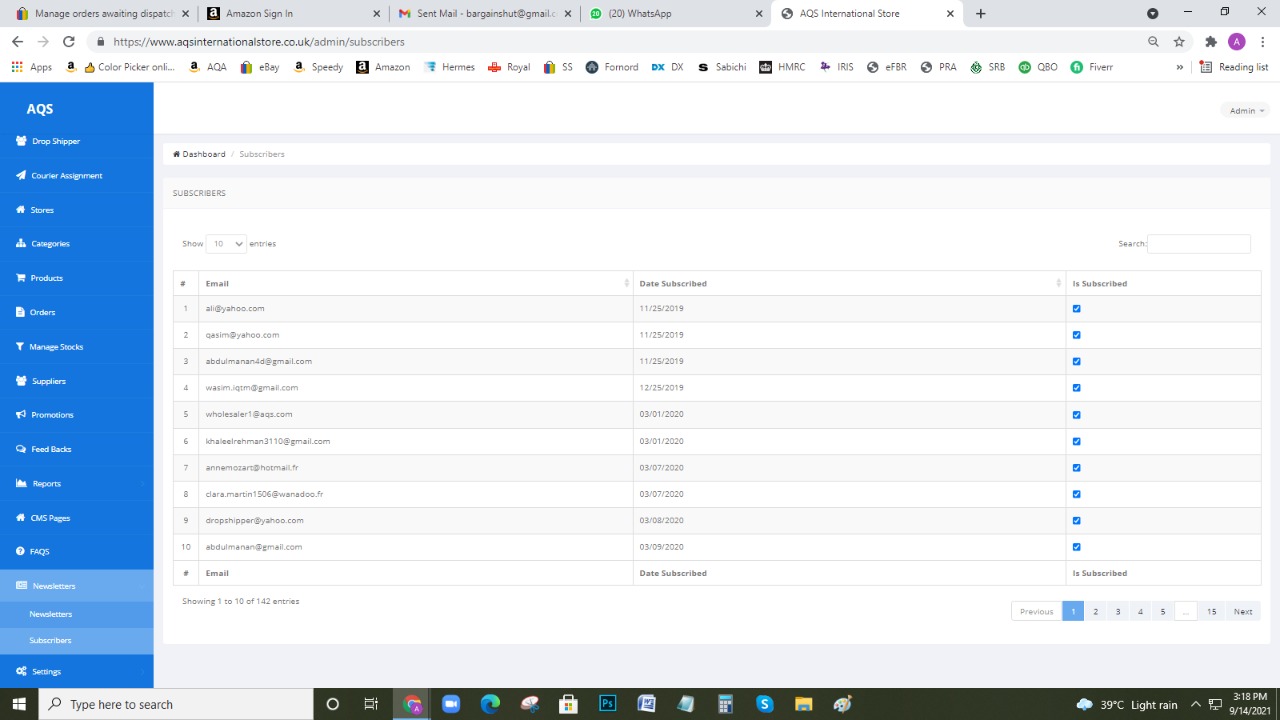 Manage orders awaiting dispatch
Amazon Sign In
Sent Mail - bargainshut@gmail.c
(20) WhatsApp
AQS International Store
https://www.aqsinternationalstore.co.uk/admin/subscribers
A
Apps
Color Picker onli...
AQA
eBay
Speedy
Amazon
Hermes
Royal
SS
Fornord
DX DX
Sabichi
HMRC
IRIS
eFBR
PRA
SRB
QBO
Fiverr
»
Reading list
AQS
Admin
Drop Shipper
Courier Assignment
Stores
Categories
Products
Orders
Manage Stocks
Suppliers
Promotions
Feed Backs
Reports
CMS Pages
FAQS
Newsletters
Newsletters
Subscribers
Settings
Dashboard / Subscribers
SUBSCRIBERS
Show 10 entries
Search:
# Email Date Subscribed Is Subscribed
1 ali@yahoo.com 11/25/2019
2 qasim@yahoo.com 11/25/2019
3 abdulmanan4d@gmail.com 11/25/2019
4 wasim.iqtm@gmail.com 12/25/2019
5 wholesaler1@aqs.com 03/01/2020
6 khaleelrehman3110@gmail.com 03/01/2020
7 annemozart@hotmail.fr 03/07/2020
8 clara.martin1506@wanadoo.fr 03/07/2020
9 dropshipper@yahoo.com 03/08/2020
10 abdulmanan@gmail.com 03/09/2020
# Email Date Subscribed Is Subscribed
Showing 1 to 10 of 142 entries
Previous 1 2 3 4 5 ... 15 Next
Type here to search
39°C Light rain
3:18 PM
9/14/2021